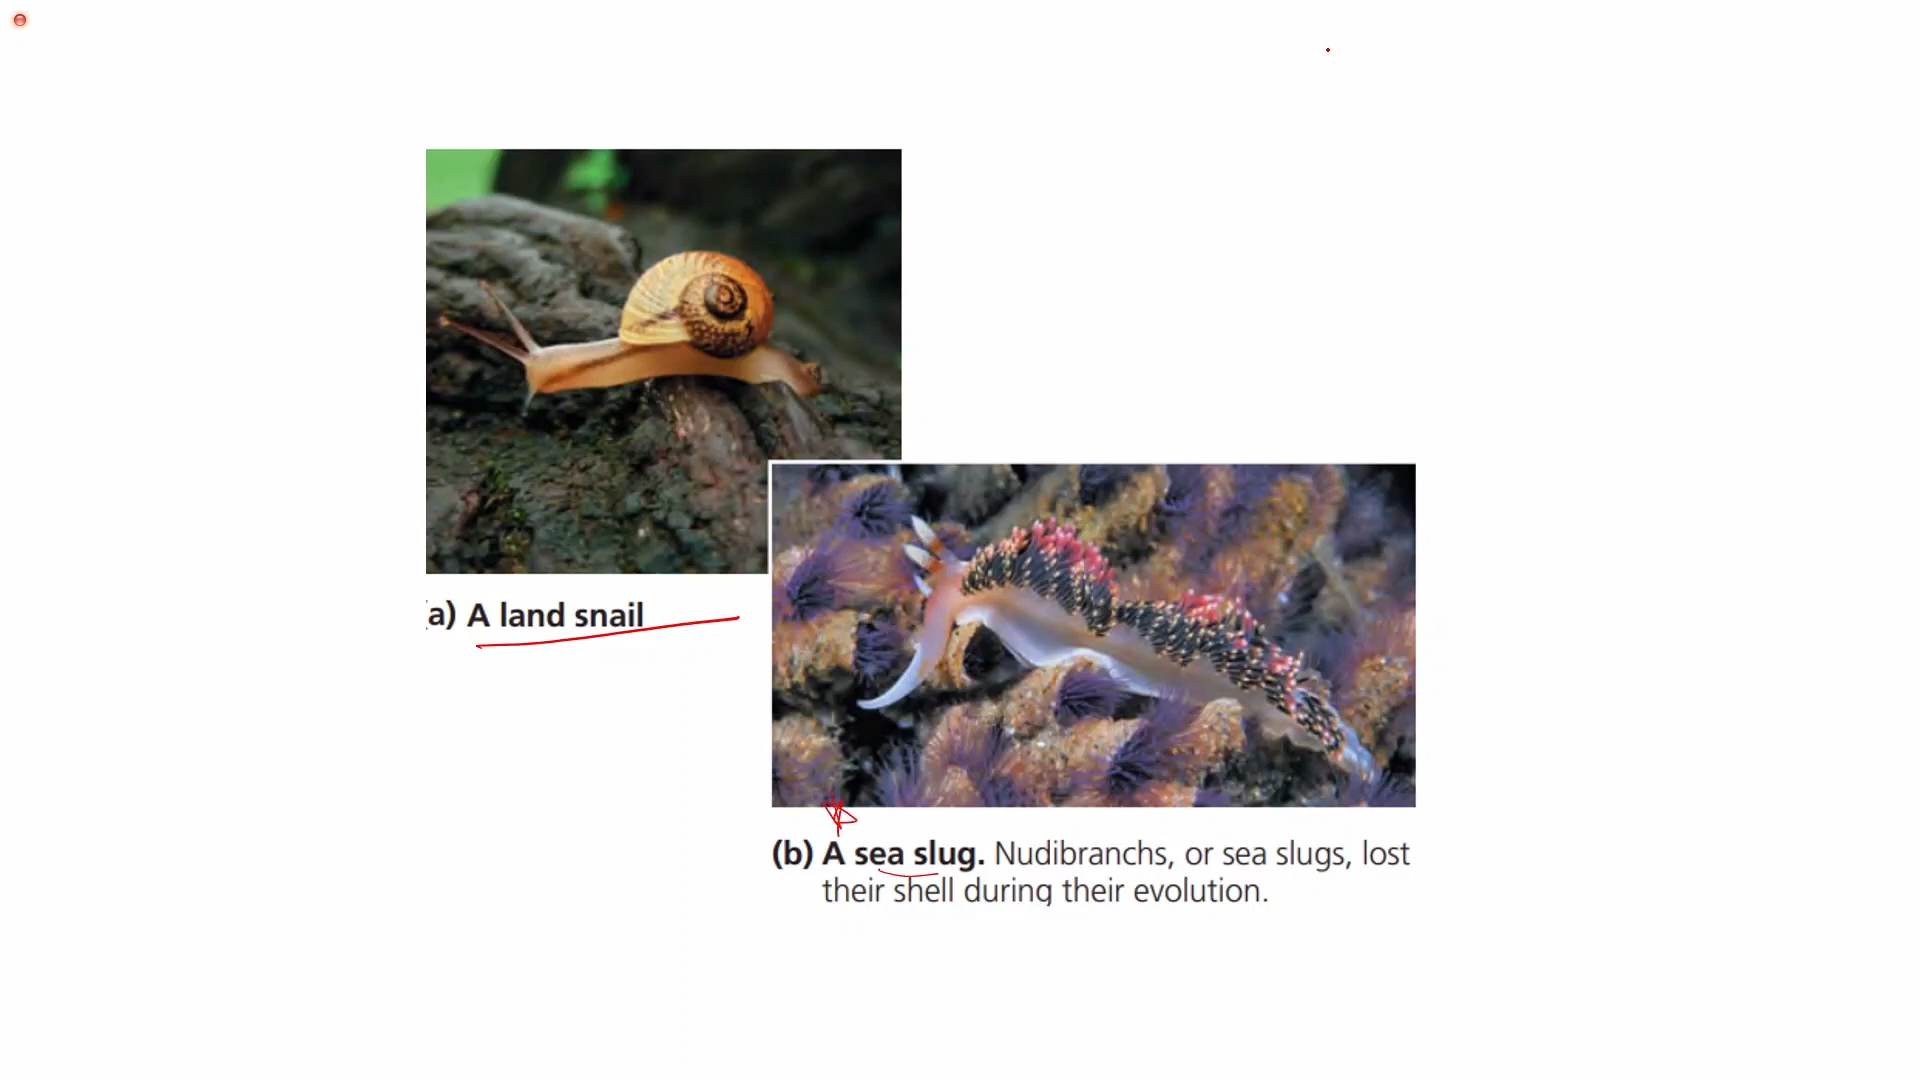 a) A land snail
(b) A sea slug. Nudibranchs, or sea slugs, lost
their shell during their evolution.